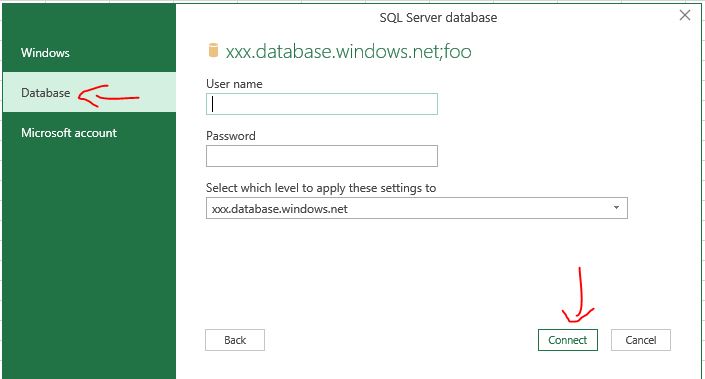 SQL Server database
Windows
Database
Microsoft account
xxx.database.windows.net;foo
User name
Password
Select which level to apply these settings to
xxx.database.windows.net
Back
Connect
Cancel